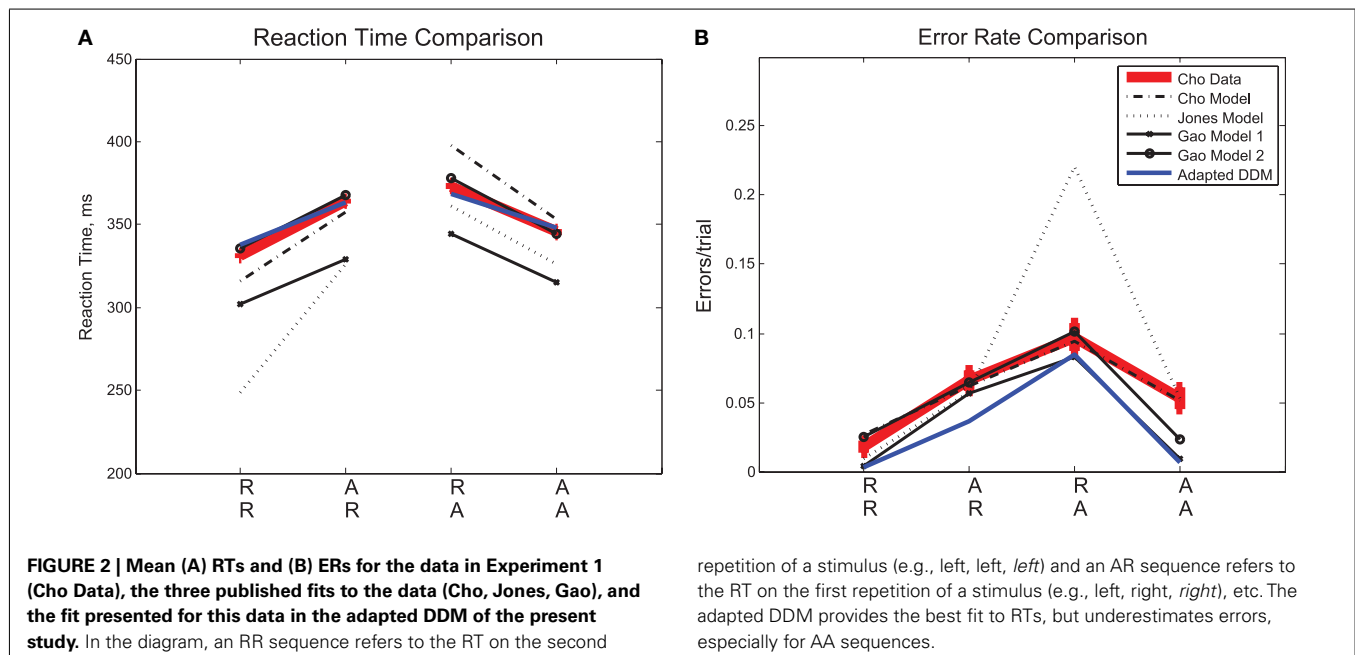 A
Reaction Time Comparison
450
400
350
300
250
200
Reaction Time, ms
R R
R A
A R
A A
B
Error Rate Comparison
Cho Data
Cho Model
Jones Model
Gao Model 1
Gao Model 2
Adapted DDM
0.25
0.2
0.15
0.1
0.05
0
Errors/trial
R A R A
R R A A
FIGURE 2 | Mean (A) RTs and (B) ERs for the data in Experiment 1
(Cho Data), the three published fits to the data (Cho, Jones, Gao), and
the fit presented for this data in the adapted DDM of the present
study. In the diagram, an RR sequence refers to the RT on the second
repetition of a stimulus (e.g., left, left, left) and an AR sequence refers to
the RT on the first repetition of a stimulus (e.g., left, right, right), etc. The
adapted DDM provides the best fit to RTs, but underestimates errors,
especially for AA sequences.